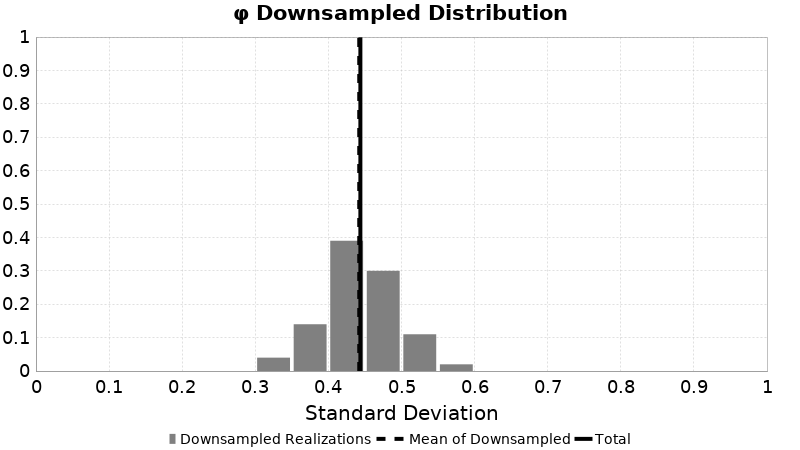 φ Downsampled Distribution
1
0.9
0.8
0.7
0.6
0.5
0.4
0.3
0.2
0.1
0
0 0.1 0.2 0.3 0.4 0.5 0.6 0.7 0.8 0.9 1
Standard Deviation
Downsampled Realizations Mean of Downsampled Total